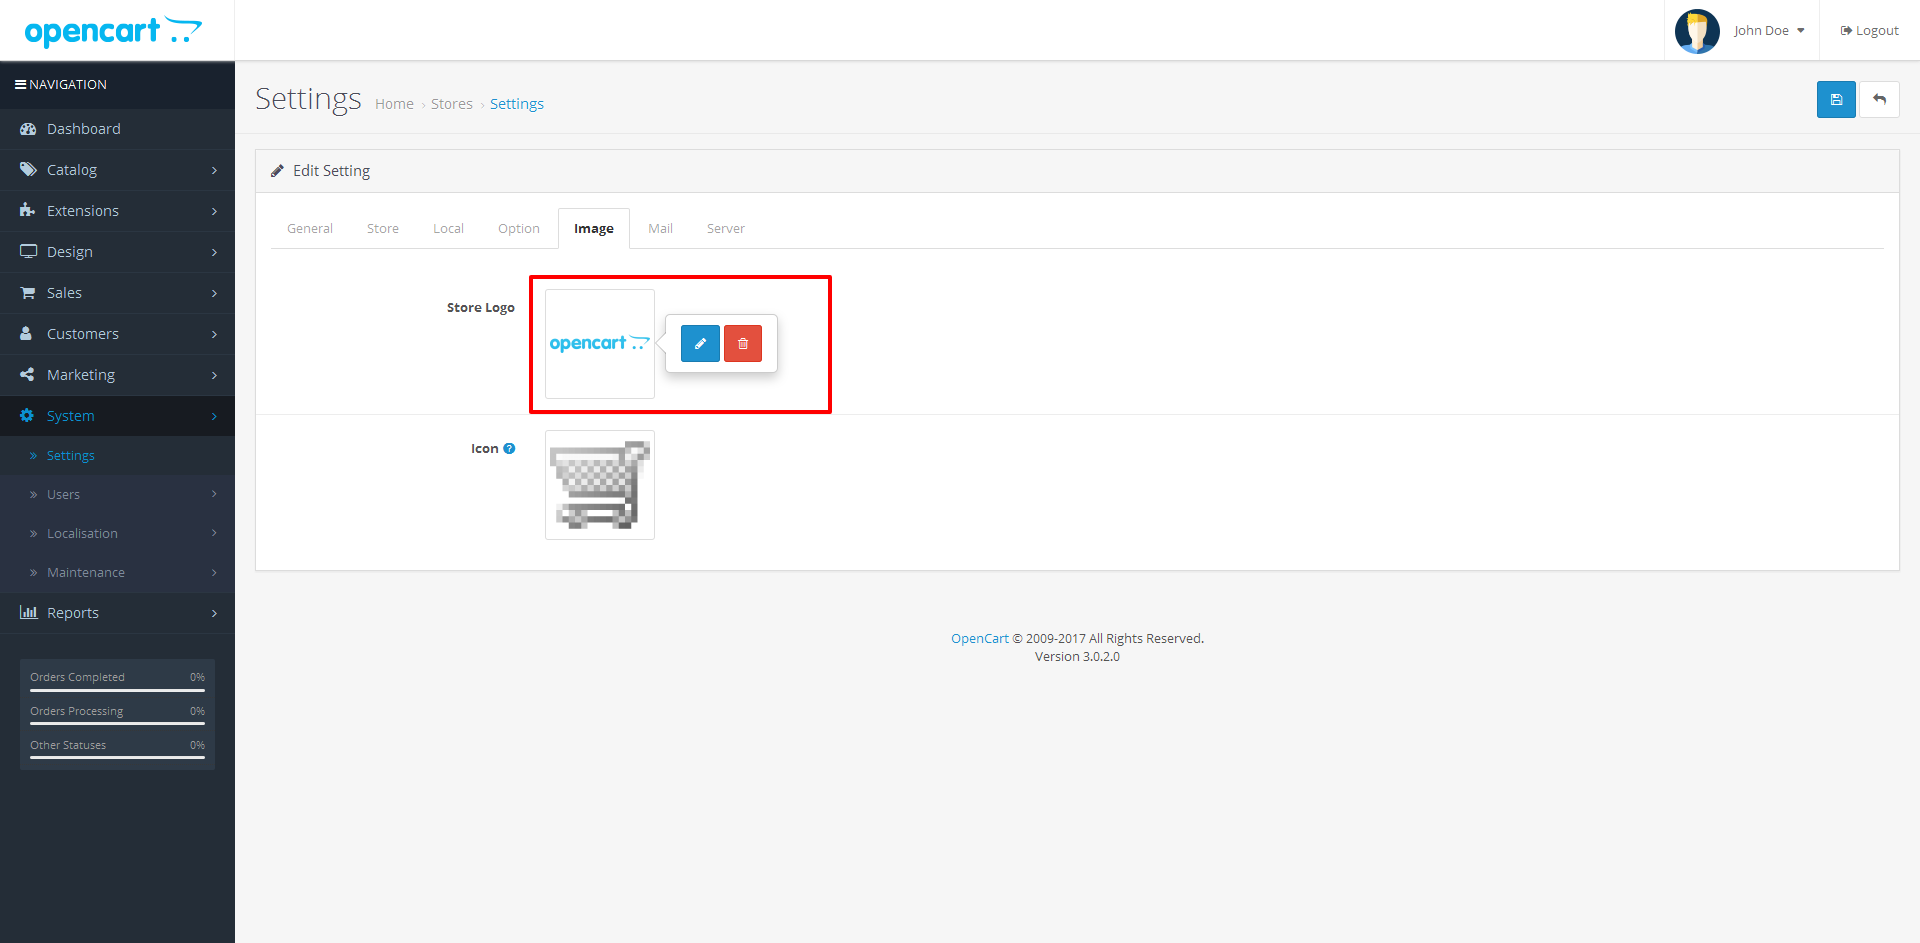 opencart
John Doe
Logout
NAVIGATION
Dashboard
Catalog
Extensions
Design
Sales
Customers
Marketing
System
Settings
Users
Localisation
Maintenance
Reports
Orders Completed 0%
Orders Processing 0%
Other Statuses 0%
Settings Home › Stores › Settings
Edit Setting
General Store Local Option Image Mail Server
Store Logo
opencart
Icon ?
OpenCart © 2009-2017 All Rights Reserved.
Version 3.0.2.0